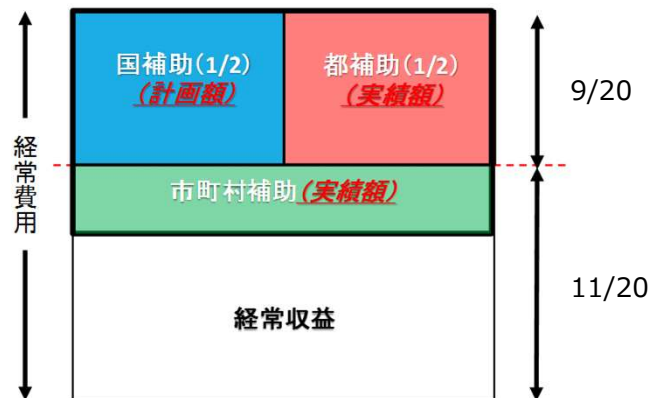 経常費用
国補助(1/2)
(計画額)
都補助(1/2)
(実績額)
9/20
市町村補助(実績額)
11/20
経常収益